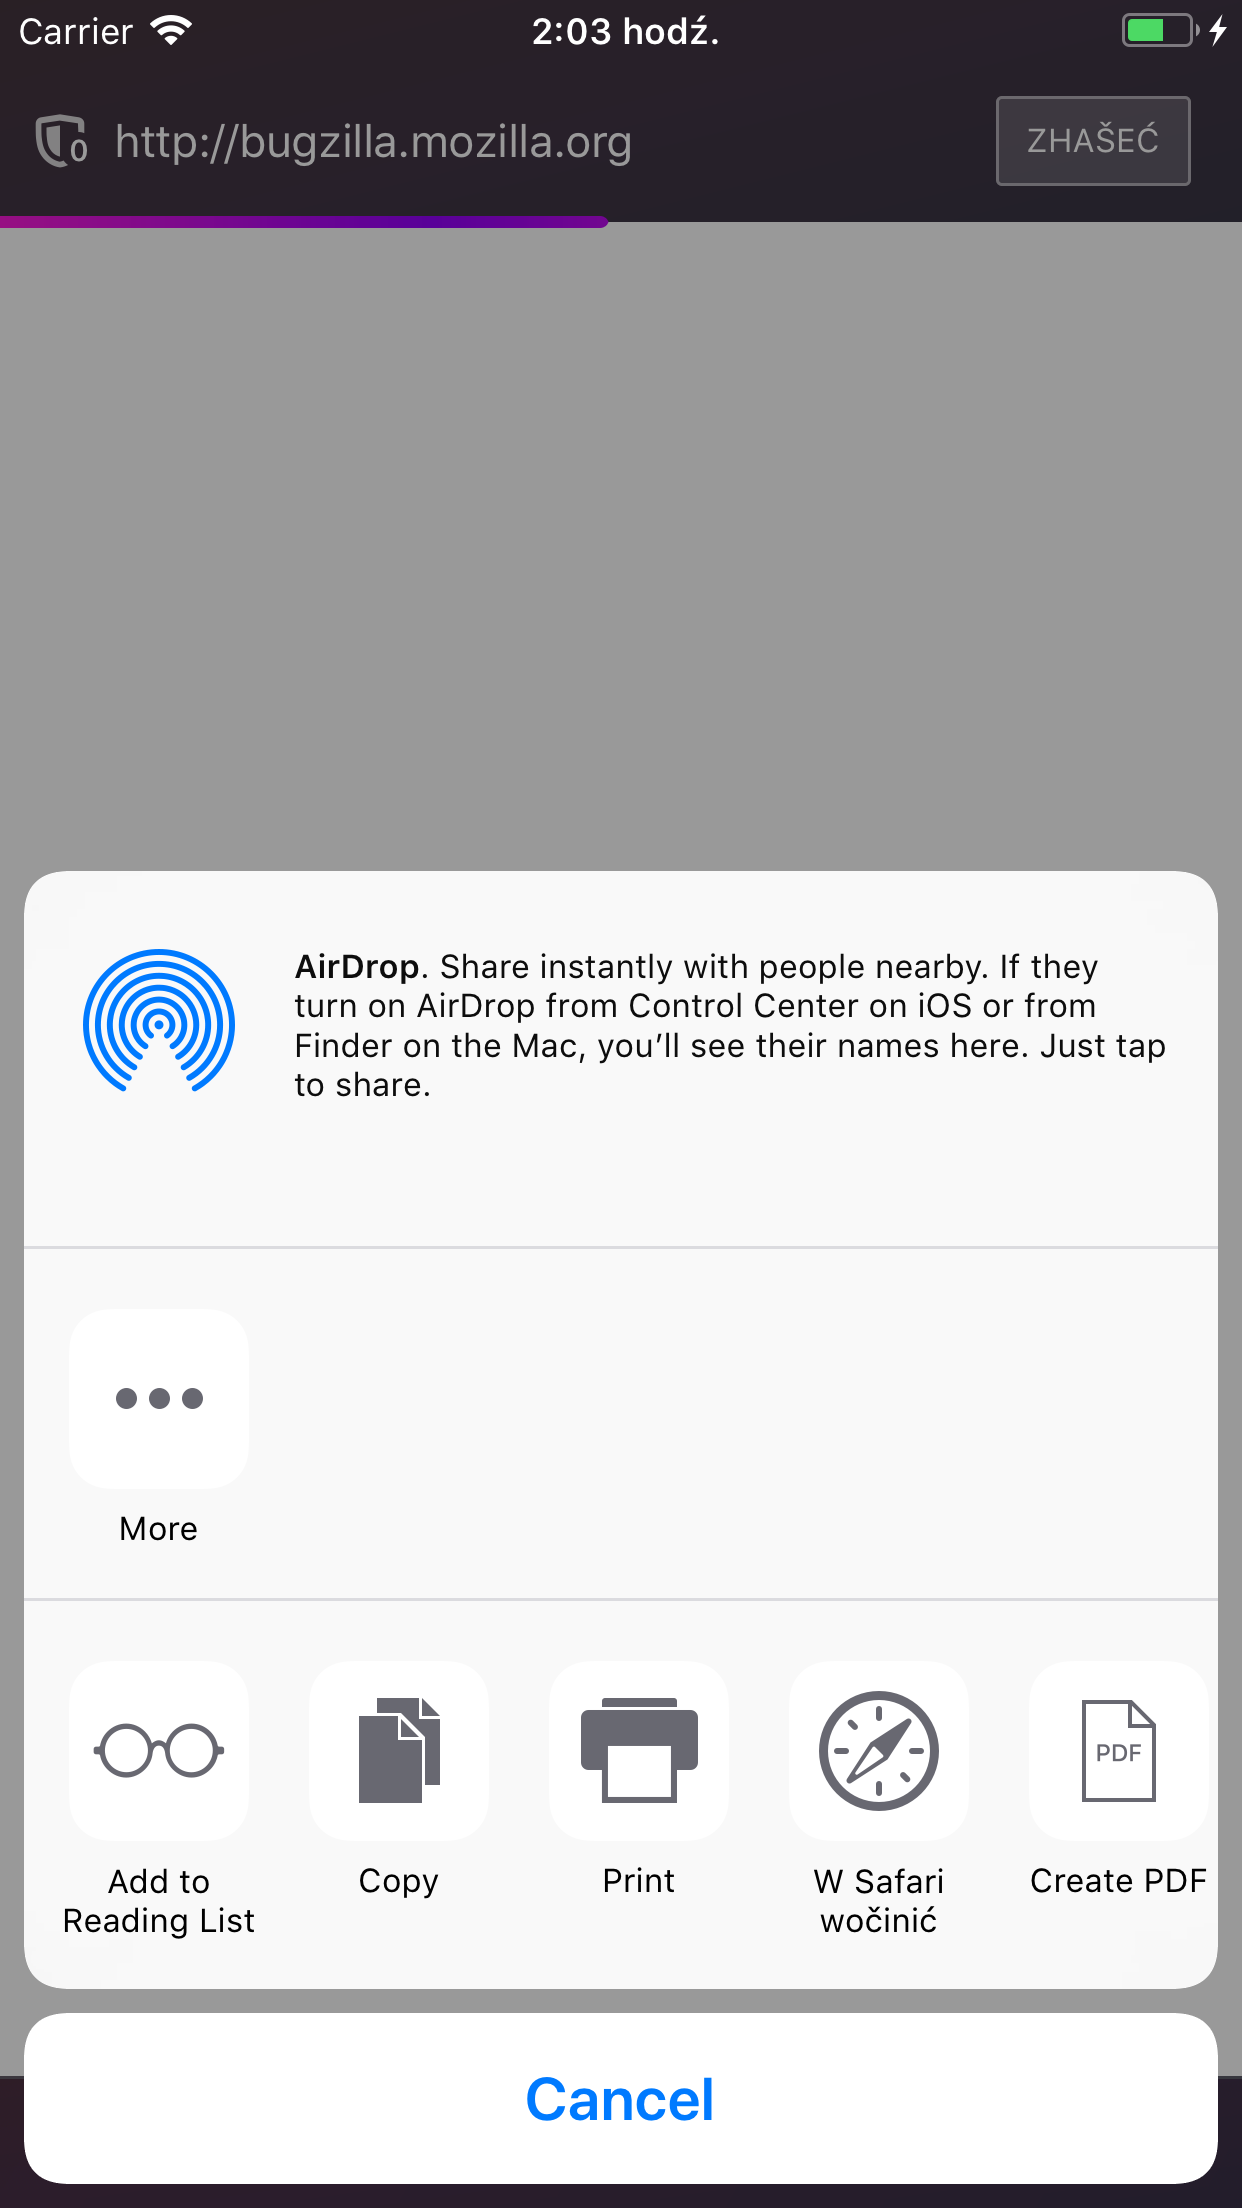 Carrier
2:03 hodź.
0
http://bugzilla.mozilla.org
ZHAŠEĆ
AirDrop. Share instantly with people nearby. If they
turn on AirDrop from Control Center on iOS or from
Finder on the Mac, you’ll see their names here. Just tap
to share.
More
PDF
Add to
Reading List
Copy
Print
W Safari
wočinić
Create PDF
Cancel